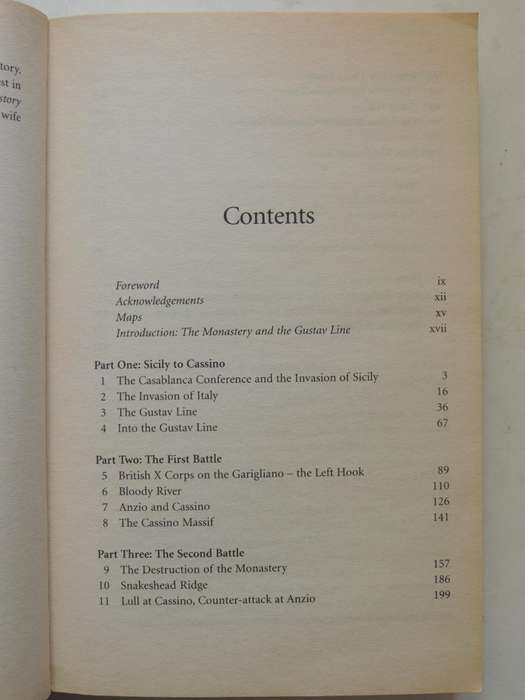 tory.
st in
story
wife
Contents
Foreword ix
Acknowledgements xii
Maps xv
Introduction: The Monastery and the Gustav Line xvii
Part One: Sicily to Cassino
1 The Casablanca Conference and the Invasion of Sicily 3
2 The Invasion of Italy 16
3 The Gustav Line 36
4 Into the Gustav Line 67
Part Two: The First Battle
5 British X Corps on the Garigliano – the Left Hook 89
6 Bloody River 110
7 Anzio and Cassino 126
8 The Cassino Massif 141
Part Three: The Second Battle
9 The Destruction of the Monastery 157
10 Snakeshead Ridge 186
11 Lull at Cassino, Counter-attack at Anzio 199